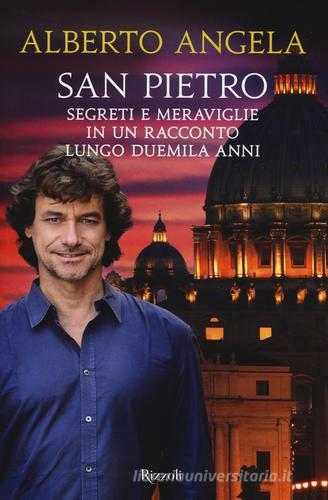 ALBERTO ANGELA
SAN PIETRO
SEGRETI E MERAVIGLIE
IN UN RACCONTO
LUNGO DUEMILA ANNI
Rizzoli